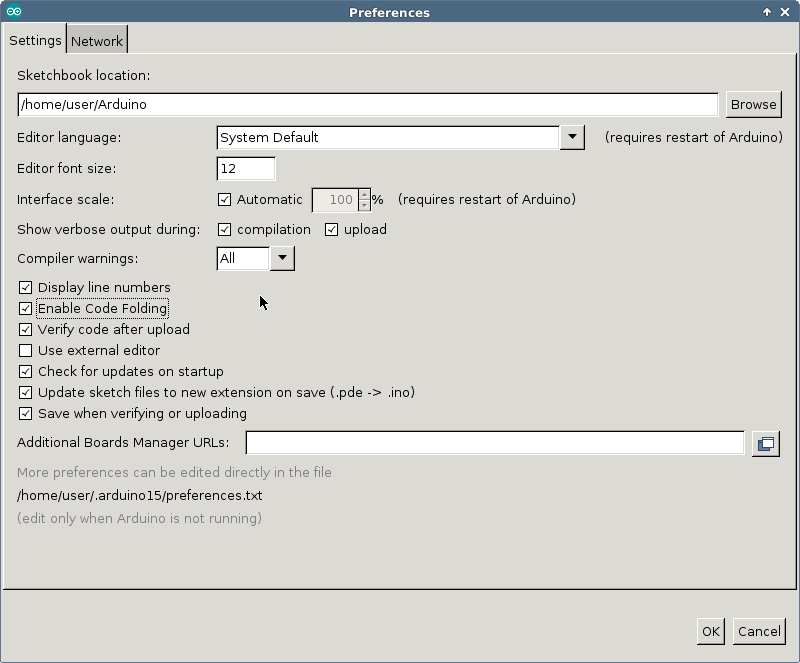 Preferences
Settings Network
Sketchbook location:
/home/user/Arduino Browse
Editor language: System Default (requires restart of Arduino)
Editor font size: 12
Interface scale: Automatic 100 % (requires restart of Arduino)
Show verbose output during: compilation upload
Compiler warnings: All
Display line numbers
Enable Code Folding
Verify code after upload
Use external editor
Check for updates on startup
Update sketch files to new extension on save (.pde -> .ino)
Save when verifying or uploading
Additional Boards Manager URLs:
More preferences can be edited directly in the file
/home/user/.arduino15/preferences.txt
(edit only when Arduino is not running)
OK Cancel